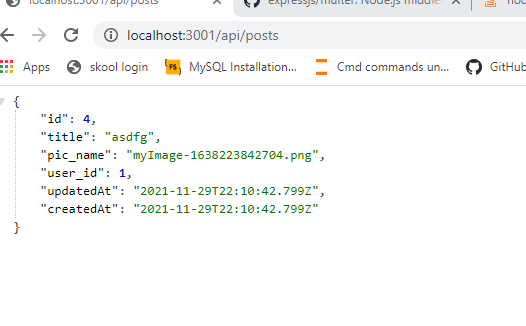 localhost:3001/api/posts
expressjs/multer: Node.js middle
localhost:3001/api/posts
Apps skool login FS MySQL Installation... Cmd commands un... GitHub
{
"id": 4,
"title": "asdfg",
"pic_name": "myImage-1638223842704.png",
"user_id": 1,
"updatedAt": "2021-11-29T22:10:42.799Z",
"createdAt": "2021-11-29T22:10:42.799Z"
}